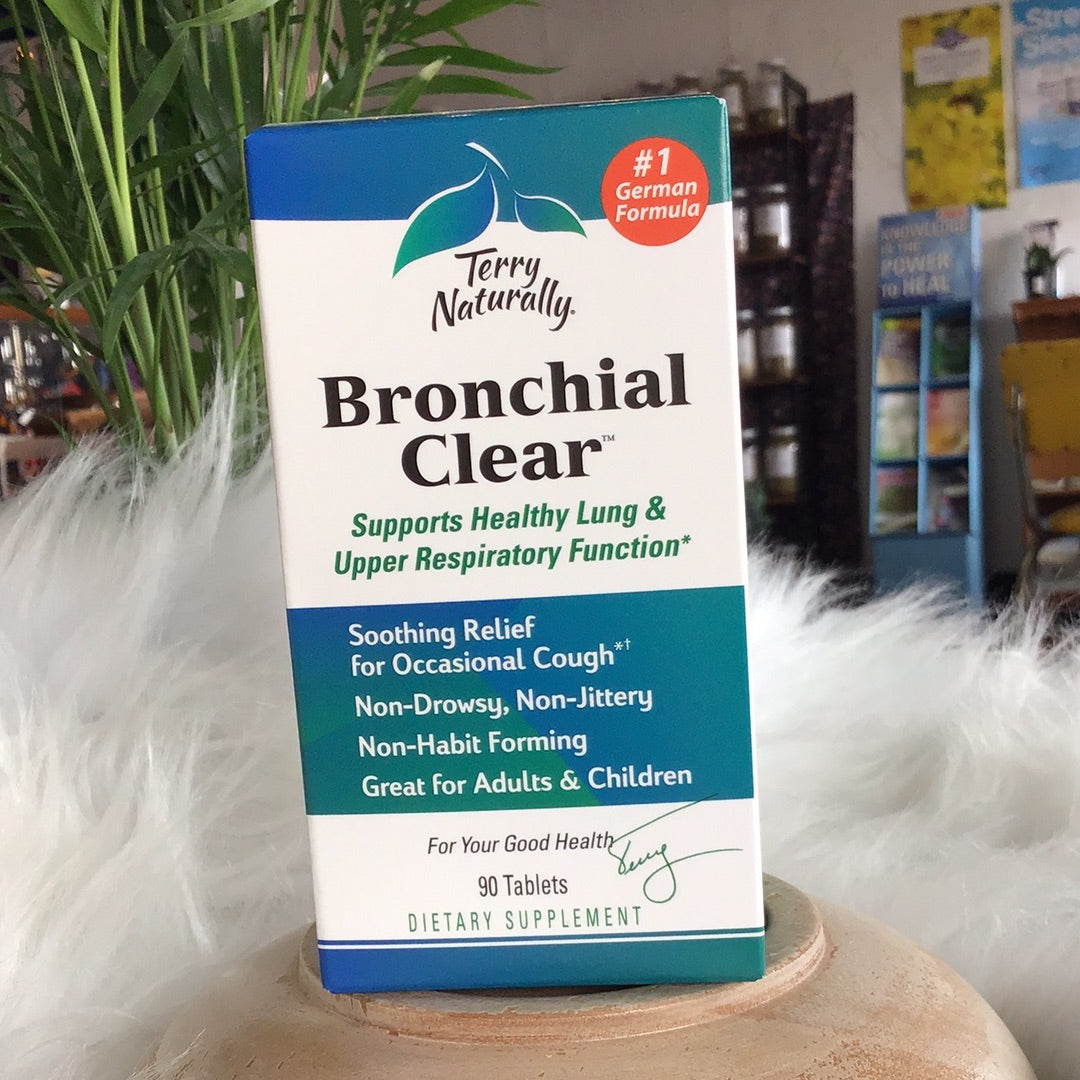 #1
German
Formula
Terry
Naturally®
Bronchial
Clear™
Supports Healthy Lung &
Upper Respiratory Function*
Soothing Relief
for Occasional Cough*†
Non-Drowsy, Non-Jittery
Non-Habit Forming
Great for Adults & Children
For Your Good Health,
Terry
90 Tablets
DIETARY SUPPLEMENT
KNOWLEDGE
IS THE
POWER
TO HEAL